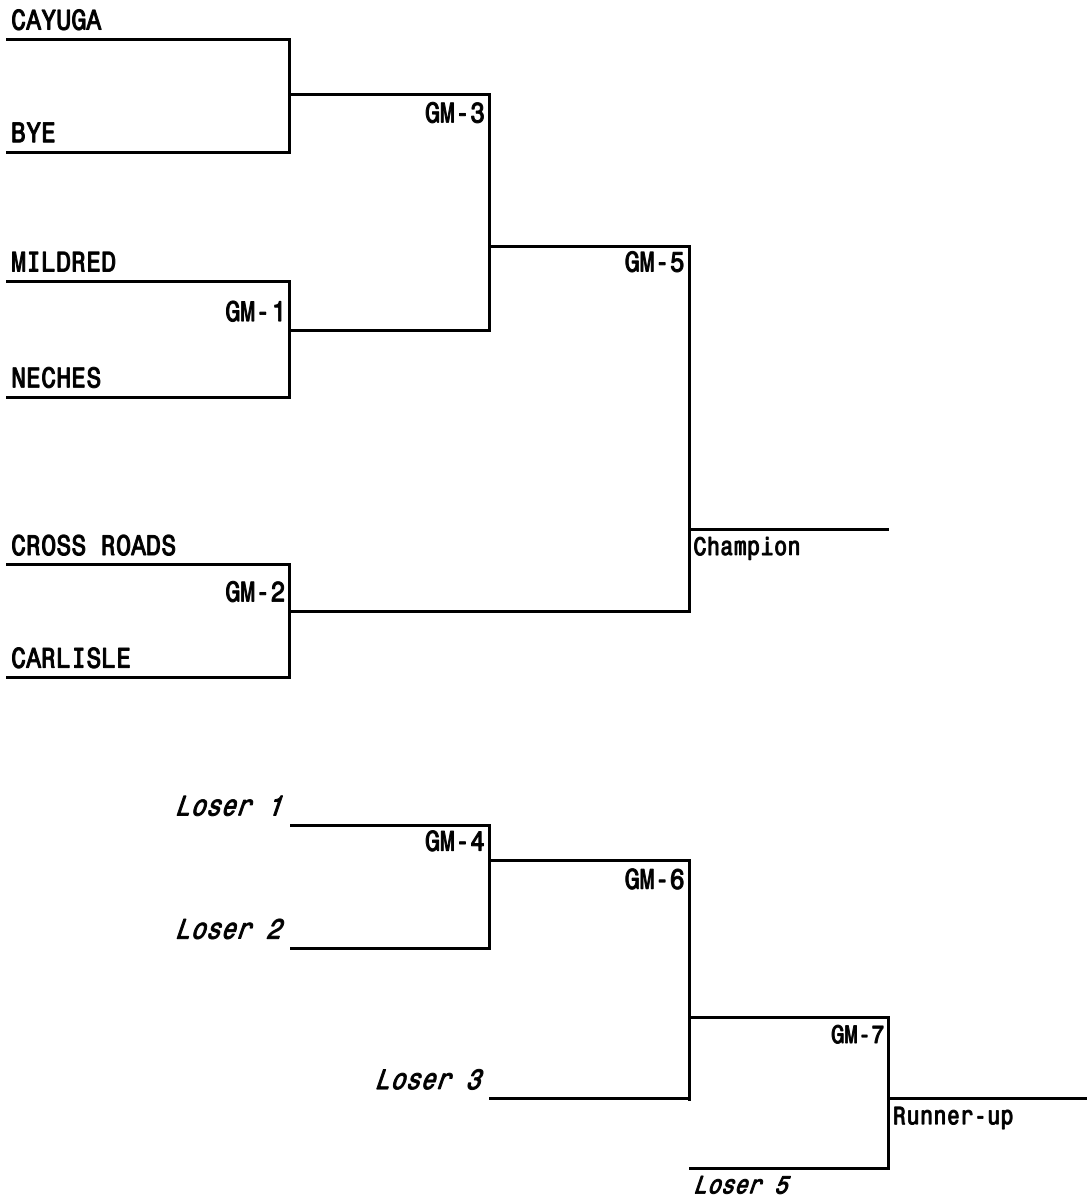 CAYUGA
GM-3
BYE
MILDRED
GM-5
GM-1
NECHES
CROSS ROADS
Champion
GM-2
CARLISLE
Loser 1
GM-4
GM-6
Loser 2
GM-7
Loser 3
Runner-up
Loser 5